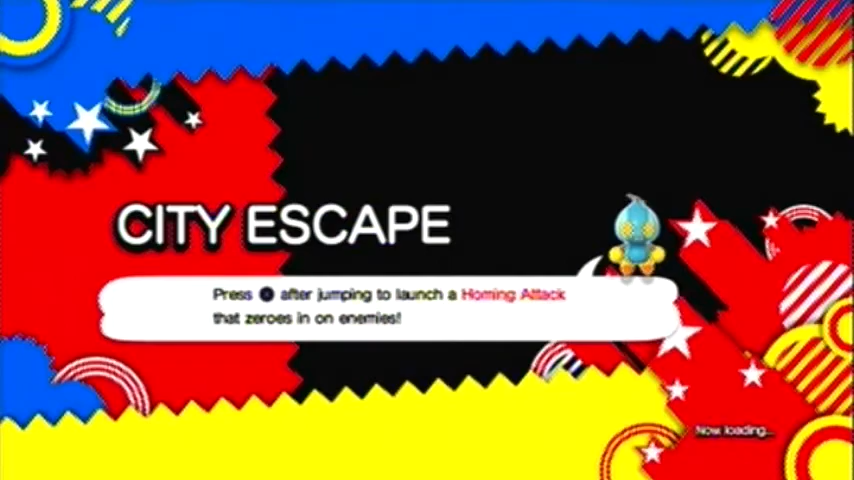 CITY ESCAPE
Press after jumping to launch a Homing Attack
that zeroes in on enemies!
Now loading...